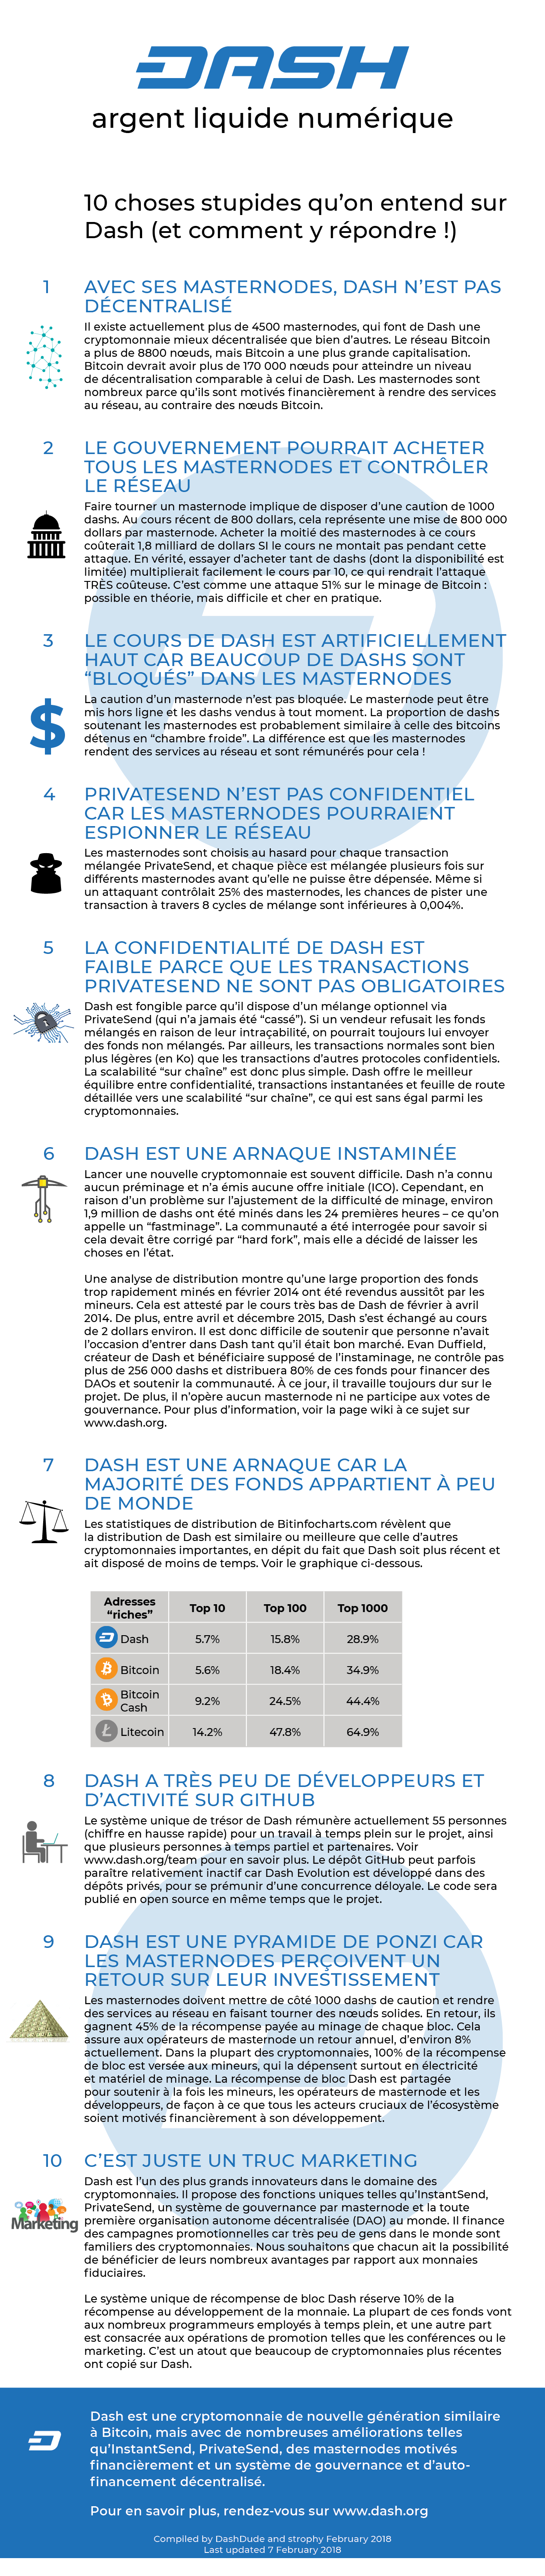 DASH
argent liquide numérique
10 choses stupides qu’on entend sur
Dash (et comment y répondre !)
1
AVEC SES MASTERNODES, DASH N’EST PAS
DÉCENTRALISÉ
Il existe actuellement plus de 4500 masternodes, qui font de Dash une
cryptomonnaie mieux décentralisée que bien d’autres. Le réseau Bitcoin
a plus de 8800 nœuds, mais Bitcoin a une plus grande capitalisation.
Bitcoin devrait avoir plus de 170 000 nœuds pour atteindre un niveau
de décentralisation comparable à celui de Dash. Les masternodes sont
nombreux parce qu’ils sont motivés financièrement à rendre des services
au réseau, au contraire des nœuds Bitcoin.
2
LE GOUVERNEMENT POURRAIT ACHETER
TOUS LES MASTERNODES ET CONTRÔLER
LE RÉSEAU
Faire tourner un masternode implique de disposer d’une caution de 1000
dashs. Au cours récent de 800 dollars, cela représente une mise de 800 000
dollars par masternode. Acheter la moitié des masternodes à ce cours
coûterait 1,8 milliard de dollars SI le cours ne montait pas pendant cette
attaque. En vérité, essayer d’acheter tant de dashs (dont la disponibilité est
limitée) multiplierait facilement le cours par 10, ce qui rendrait l’attaque
TRÈS coûteuse. C’est comme une attaque 51% sur le minage de Bitcoin :
possible en théorie, mais difficile et cher en pratique.
3
LE COURS DE DASH EST ARTIFICIELLEMENT
HAUT CAR BEAUCOUP DE DASHS SONT
“BLOQUÉS” DANS LES MASTERNODES
La caution d’un masternode n’est pas bloquée. Le masternode peut être
mis hors ligne et les dashs vendus à tout moment. La proportion de dashs
soutenant les masternodes est probablement similaire à celle des bitcoins
détenus en “chambre froide”. La différence est que les masternodes
rendent des services au réseau et sont rémunérés pour cela !
4
PRIVATESEND N’EST PAS CONFIDENTIEL
CAR LES MASTERNODES POURRAIENT
ESPIONNER LE RÉSEAU
Les masternodes sont choisis au hasard pour chaque transaction
mélangée PrivateSend, et chaque pièce est mélangée plusieurs fois sur
différents masternodes avant qu’elle ne puisse être dépensée. Même si
un attaquant contrôlait 25% des masternodes, les chances de pister une
transaction à travers 8 cycles de mélange sont inférieures à 0,004%.
5
LA CONFIDENTIALITÉ DE DASH EST
FAIBLE PARCE QUE LES TRANSACTIONS
PRIVATESEND NE SONT PAS OBLIGATOIRES
Dash est fongible parce qu’il dispose d’un mélange optionnel via
PrivateSend (qui n’a jamais été “cassé”). Si un vendeur refusait les fonds
mélangés en raison de leur intraçabilité, on pourrait toujours lui envoyer
des fonds non mélangés. Par ailleurs, les transactions normales sont bien
plus légères (en Ko) que les transactions d’autres protocoles confidentiels.
La scalabilité “sur chaîne” est donc plus simple. Dash offre le meilleur
équilibre entre confidentialité, transactions instantanées et feuille de route
détaillée vers une scalabilité “sur chaîne”, ce qui est sans égal parmi les
cryptomonnaies.
6
DASH EST UNE ARNAQUE INSTAMINÉE
Lancer une nouvelle cryptomonnaie est souvent difficile. Dash n’a connu
aucun préminage et n’a émis aucune offre initiale (ICO). Cependant, en
raison d’un problème sur l’ajustement de la difficulté de minage, environ
1,9 million de dashs ont été minés dans les 24 premières heures – ce qu’on
appelle un “fastminage”. La communauté a été interrogée pour savoir si
cela devait être corrigé par “hard fork”, mais elle a décidé de laisser les
choses en l’état.
Une analyse de distribution montre qu’une large proportion des fonds
trop rapidement minés en février 2014 ont été revendus aussitôt par les
mineurs. Cela est attesté par le cours très bas de Dash de février à avril
2014. De plus, entre avril et décembre 2015, Dash s’est échangé au cours
de 2 dollars environ. Il est donc difficile de soutenir que personne n’avait
l’occasion d’entrer dans Dash tant qu’il était bon marché. Evan Duffield,
créateur de Dash et bénéficiaire supposé de l’instaminage, ne contrôle pas
plus de 256 000 dashs et distribuera 80% de ces fonds pour financer des
DAOs et soutenir la communauté. À ce jour, il travaille toujours dur sur le
projet. De plus, il n’opère aucun masternode ni ne participe aux votes de
gouvernance. Pour plus d’information, voir la page wiki à ce sujet sur
www.dash.org.
7
DASH EST UNE ARNAQUE CAR LA
MAJORITÉ DES FONDS APPARTIENT À PEU
DE MONDE
Les statistiques de distribution de Bitinfocharts.com révèlent que
la distribution de Dash est similaire ou meilleure que celle d’autres
cryptomonnaies importantes, en dépit du fait que Dash soit plus récent et
ait disposé de moins de temps. Voir le graphique ci-dessous.
Adresses “riches” Top 10 Top 100 Top 1000
Dash 5.7% 15.8% 28.9%
Bitcoin 5.6% 18.4% 34.9%
Bitcoin Cash 9.2% 24.5% 44.4%
Litecoin 14.2% 47.8% 64.9%
8
DASH A TRÈS PEU DE DÉVELOPPEURS ET
D’ACTIVITÉ SUR GITHUB
Le système unique de trésor de Dash rémunère actuellement 55 personnes
(chiffre en hausse rapide) pour un travail à temps plein sur le projet, ainsi
que plusieurs personnes à temps partiel et partenaires. Voir
www.dash.org/team pour en savoir plus. Le dépôt GitHub peut parfois
paraître relativement inactif car Dash Evolution est développé dans des
dépôts privés, pour se prémunir d’une concurrence déloyale. Le code sera
publié en open source en même temps que le projet.
9
DASH EST UNE PYRAMIDE DE PONZI CAR
LES MASTERNODES PERÇOIVENT UN
RETOUR SUR LEUR INVESTISSEMENT
Les masternodes doivent mettre de côté 1000 dashs de caution et rendre
des services au réseau en faisant tourner des nœuds solides. En retour, ils
gagnent 45% de la récompense payée au minage de chaque bloc. Cela
assure aux opérateurs de masternode un retour annuel, d’environ 8%
actuellement. Dans la plupart des cryptomonnaies, 100% de la récompense
de bloc est versée aux mineurs, qui la dépensent surtout en électricité
et matériel de minage. La récompense de bloc Dash est partagée
pour soutenir à la fois les mineurs, les opérateurs de masternode et les
développeurs, de façon à ce que tous les acteurs cruciaux de l’écosystème
soient motivés financièrement à son développement.
10
C’EST JUSTE UN TRUC MARKETING
Marketing
Dash est l’un des plus grands innovateurs dans le domaine des
cryptomonnaies. Il propose des fonctions uniques telles qu’InstantSend,
PrivateSend, un système de gouvernance par masternode et la toute
première organisation autonome décentralisée (DAO) au monde. Il finance
des campagnes promotionnelles car très peu de gens dans le monde sont
familiers des cryptomonnaies. Nous souhaitons que chacun ait la possibilité
de bénéficier de leurs nombreux avantages par rapport aux monnaies
fiduciaires.
Le système unique de récompense de bloc Dash réserve 10% de la
récompense au développement de la monnaie. La plupart de ces fonds vont
aux nombreux programmeurs employés à temps plein, et une autre part
est consacrée aux opérations de promotion telles que les conférences ou le
marketing. C’est un atout que beaucoup de cryptomonnaies plus récentes
ont copié sur Dash.
Dash est une cryptomonnaie de nouvelle génération similaire
à Bitcoin, mais avec de nombreuses améliorations telles
qu’InstantSend, PrivateSend, des masternodes motivés
financièrement et un système de gouvernance et d’auto-
financement décentralisé.
Pour en savoir plus, rendez-vous sur www.dash.org
Compiled by DashDude and strophy February 2018
Last updated 7 February 2018